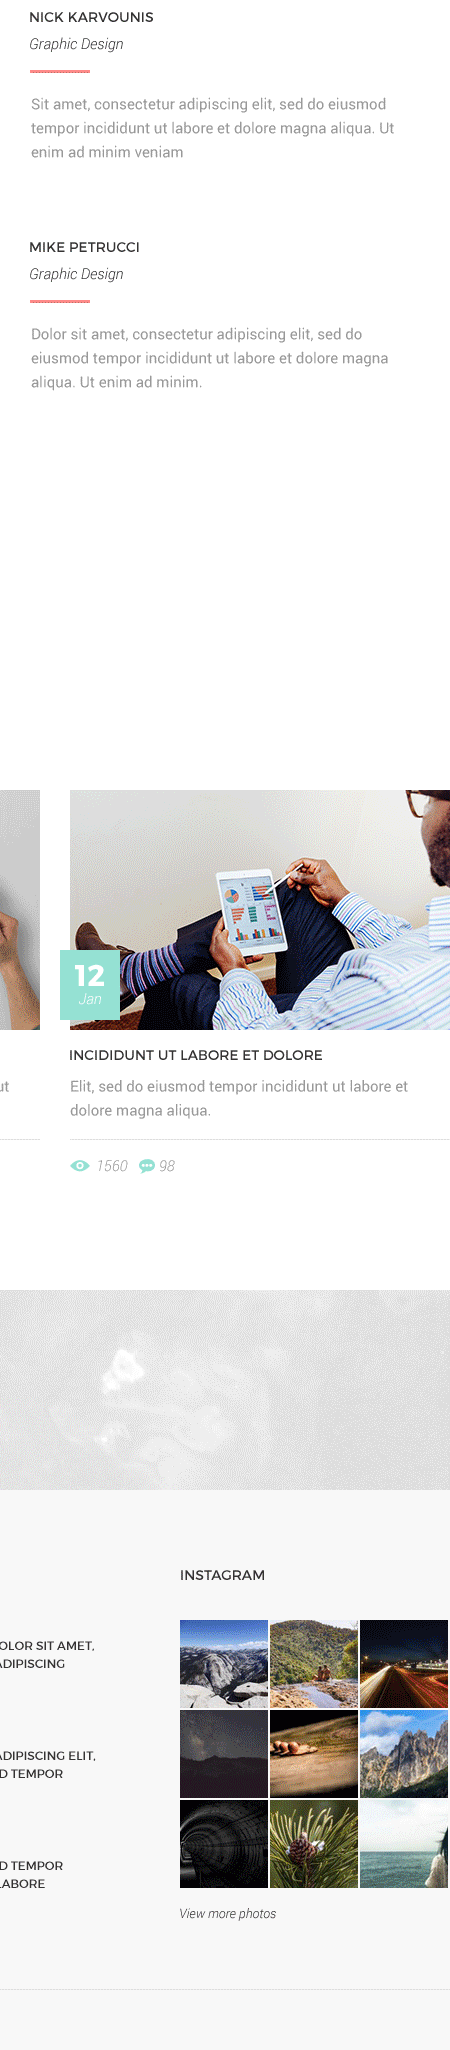 NICK KARVOUNIS
Graphic Design
Sit amet, consectetur adipiscing elit, sed do eiusmod
tempor incididunt ut labore et dolore magna aliqua. Ut
enim ad minim veniam
MIKE PETRUCCI
Graphic Design
Dolor sit amet, consectetur adipiscing elit, sed do
eiusmod tempor incididunt ut labore et dolore magna
aliqua. Ut enim ad minim.
12
Jan
INCIDIDUNT UT LABORE ET DOLORE
Elit, sed do eiusmod tempor incididunt ut labore et
dolore magna aliqua.
1560 98
INSTAGRAM
SIT AMET,
ADIPISCING
ADIPISCING ELIT,
TEMPOR
TEMPOR
LABORE
View more photos